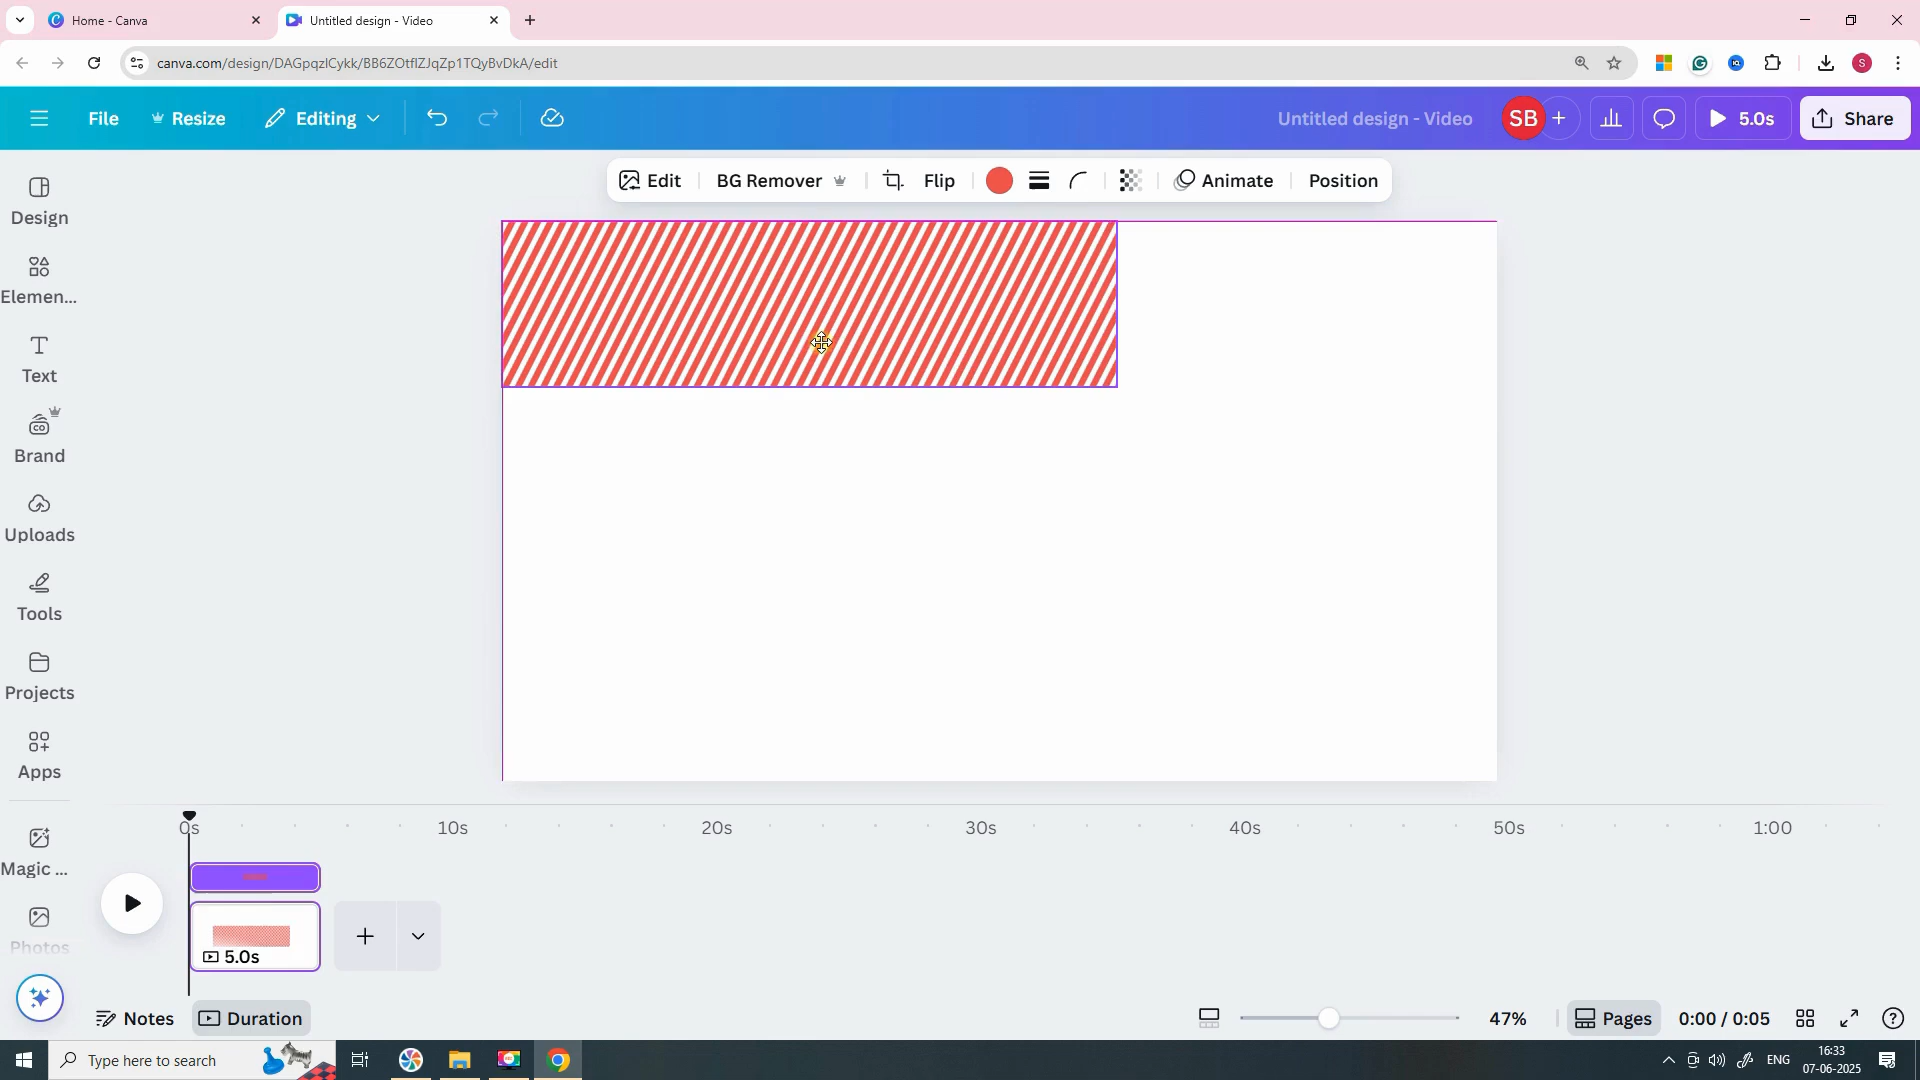 Home - Canva
Untitled design - Video
canva.com/design/DAGpqzlCykk/BB6ZOtflZJqZp1TQyBvDkA/edit
S
File
Resize
Editing
Untitled design - Video
SB
5.0s
Share
Edit
BG Remover
Flip
Animate
Position
Design
Elemen...
Text
Brand
Uploads
Tools
Projects
Apps
Magic ...
Photos
0s
10s
20s
30s
40s
50s
1:00
5.0s
Notes
Duration
47%
Pages
0:00 / 0:05
Type here to search
ENG
16:33
07-06-2025